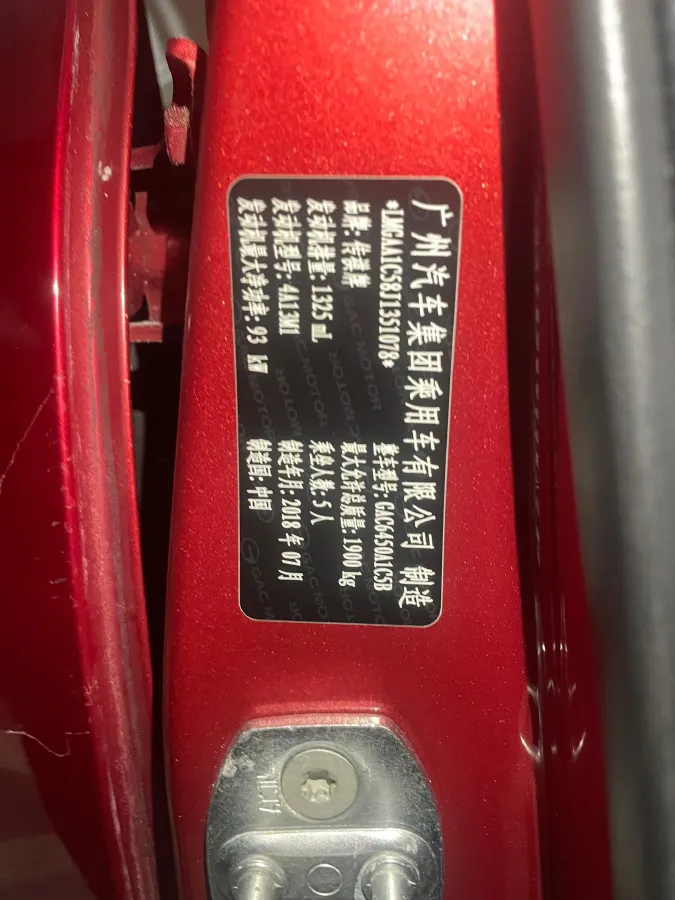 广州汽车集团乘用车有限公司 制造
*LMGAA1C58J1351078* 整车型号: GAC6450A1C5B
品牌: 传祺牌 最大允许总质量: 1900 kg
发动机排量: 1325 mL 乘坐人数: 5 人
发动机型号: 4A13M1 制造年月: 2018 年 07 月
发动机最大净功率: 93 kW 制造国: 中国
GAC MOTOR